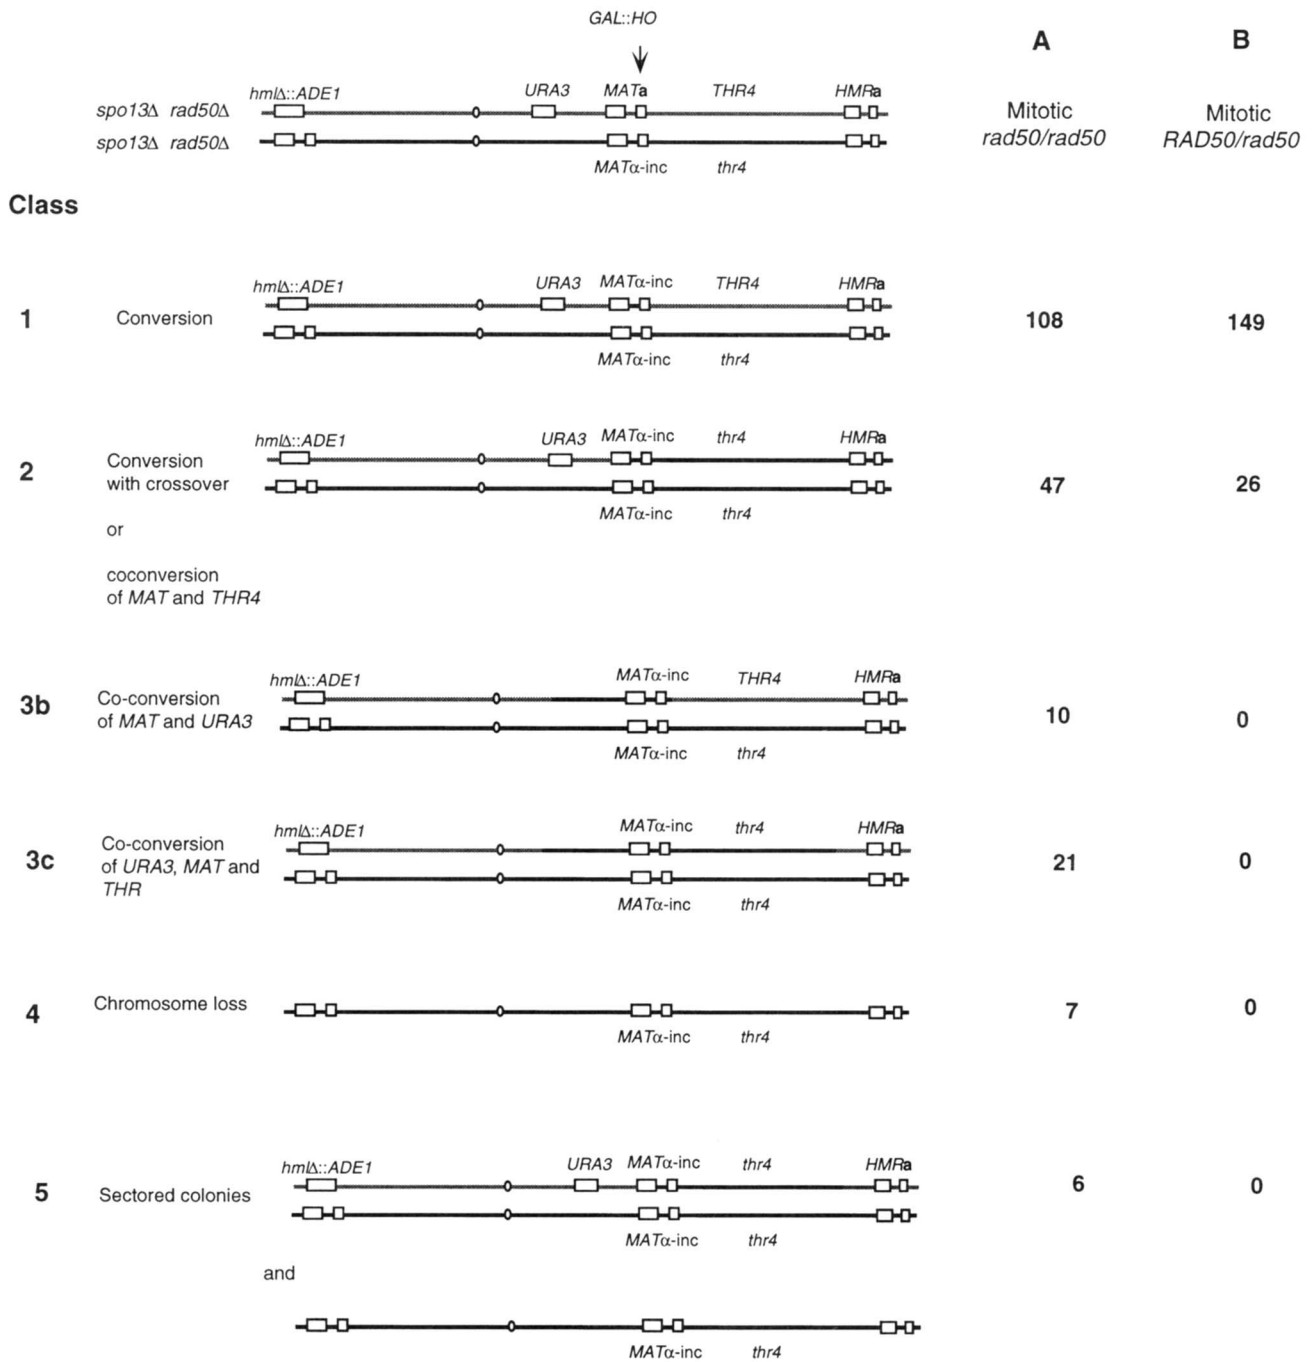 GAL::HO
A B
hmlΔ::ADE1 URA3 MATa THR4 HMRa
spo13Δ rad50Δ
Mitotic Mitotic
spo13Δ rad50Δ
rad50/rad50 RAD50/rad50
MATα-inc thr4
Class
hmlΔ::ADE1 URA3 MATα-inc THR4 HMRa
1 Conversion 108 149
MATα-inc thr4
hmlΔ::ADE1 URA3 MATα-inc thr4 HMRa
2 Conversion
with crossover 47 26
MATα-inc thr4
or
coconversion
of MAT and THR4
hmlΔ::ADE1 MATα-inc THR4 HMRa
3b Co-conversion
of MAT and URA3 10 0
MATα-inc thr4
hmlΔ::ADE1 MATα-inc thr4 HMRa
3c Co-conversion
of URA3, MAT and 21 0
THR
MATα-inc thr4
4 Chromosome loss 7 0
MATα-inc thr4
hmlΔ::ADE1 URA3 MATα-inc thr4 HMRa
5 Sectored colonies 6 0
MATα-inc thr4
and
MATα-inc thr4